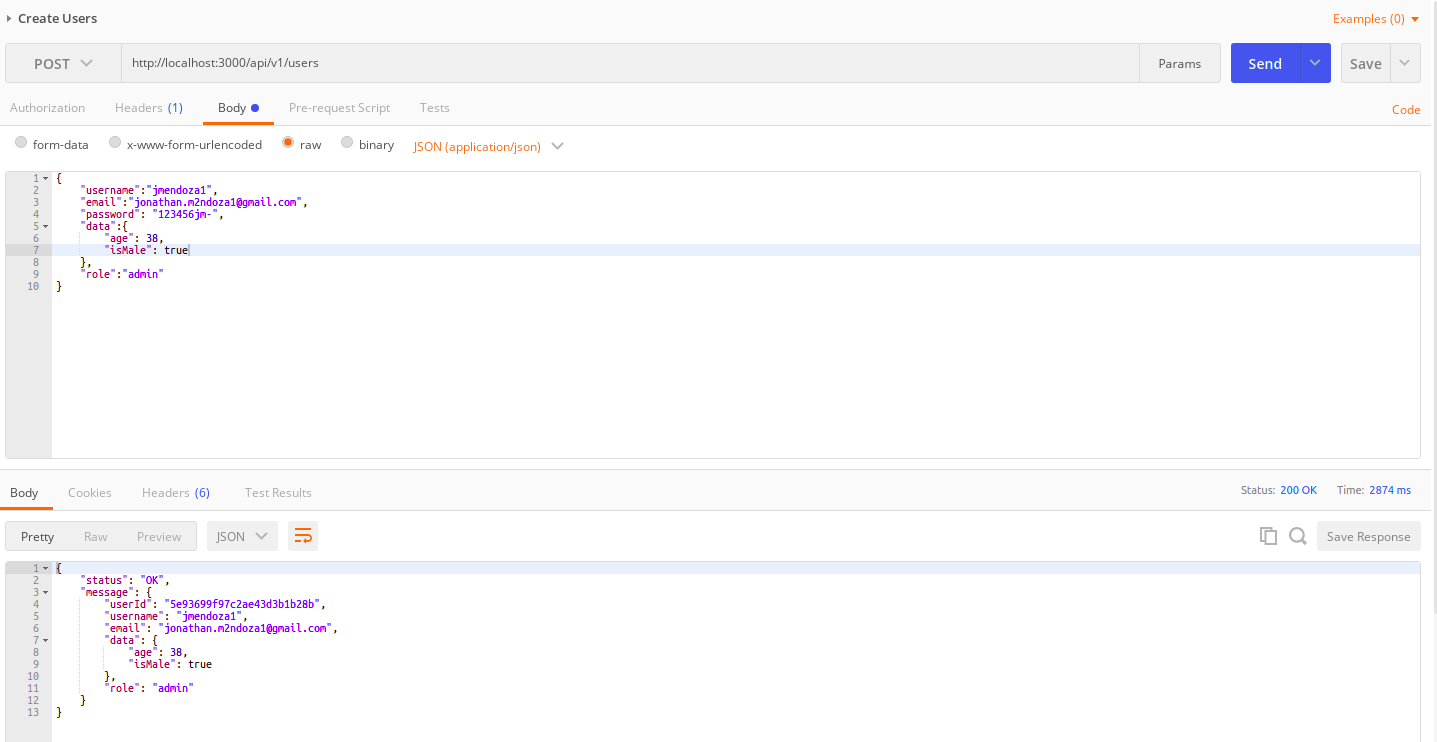 Create Users
Examples (0)
POST http://localhost:3000/api/v1/users Params Send Save
Authorization Headers (1) Body Pre-request Script Tests Code
form-data x-www-form-urlencoded raw binary JSON (application/json)
1 {
2 "username":"jmendoza1",
3 "email":"jonathan.m2ndoza1@gmail.com",
4 "password": "123456jm-",
5 "data":{
6 "age": 38,
7 "isMale": true
8 },
9 "role":"admin"
10 }
Body Cookies Headers (6) Test Results Status: 200 OK Time: 2874 ms
Pretty Raw Preview JSON Save Response
1 {
2 "status": "OK",
3 "message": {
4 "userId": "5e93699f97c2ae43d3b1b28b",
5 "username": "jmendoza1",
6 "email": "jonathan.m2ndoza1@gmail.com",
7 "data": {
8 "age": 38,
9 "isMale": true
10 },
11 "role": "admin"
12 }
13 }